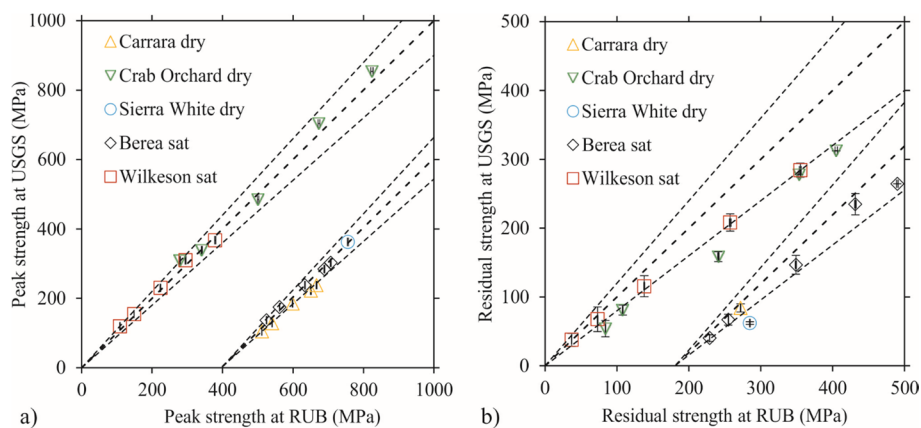 1000
800
600
400
200
0
Peak strength at USGS (MPa)
Carrara dry
Crab Orchard dry
Sierra White dry
Berea sat
Wilkeson sat
0 200 400 600 800 1000
Peak strength at RUB (MPa)
a)
500
400
300
200
100
0
Residual strength at USGS (MPa)
Carrara dry
Crab Orchard dry
Sierra White dry
Berea sat
Wilkeson sat
0 100 200 300 400 500
Residual strength at RUB (MPa)
b)